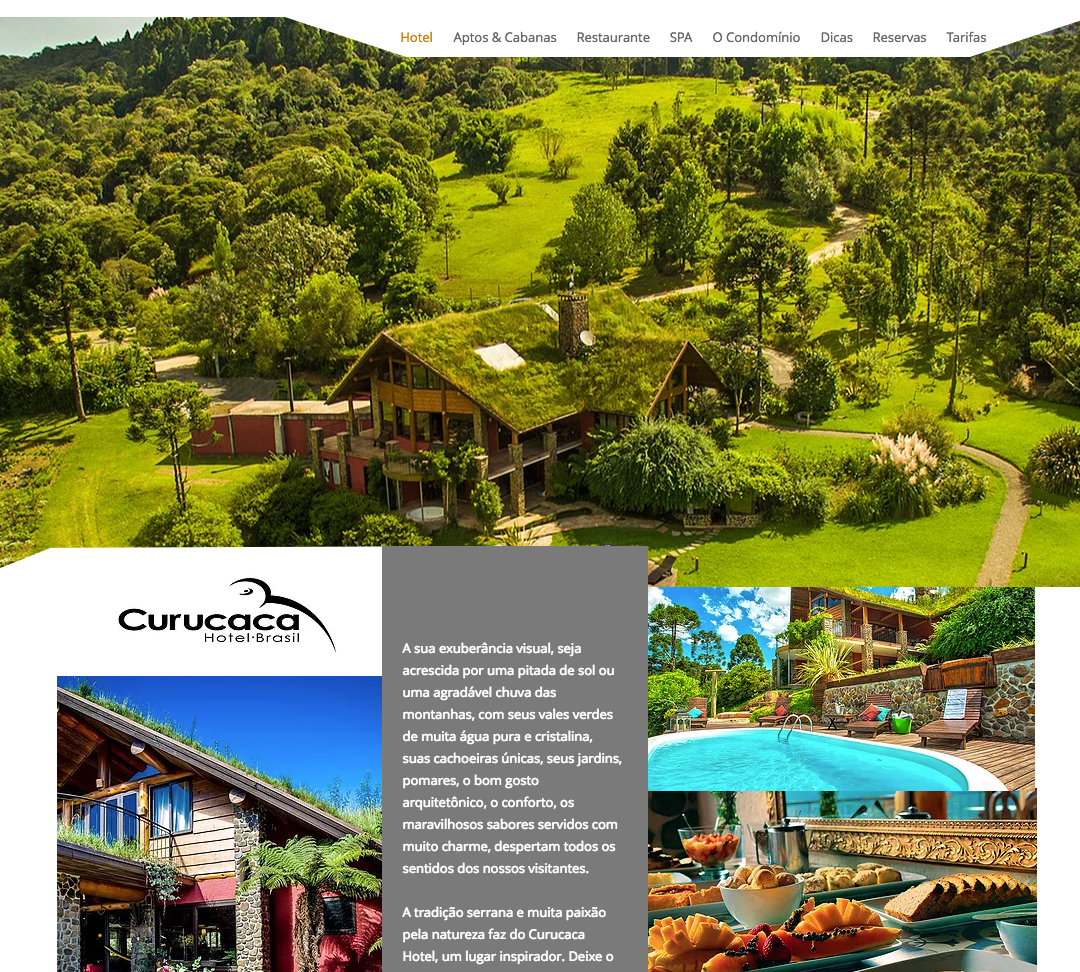 Hotel Aptos & Cabanas Restaurante SPA O Condomínio Dicas Reservas Tarifas
Curucaca
Hotel·Brasil
A sua exuberância visual, seja
acrescida por uma pitada de sol ou
uma agradável chuva das
montanhas, com seus vales verdes
de muita água pura e cristalina,
suas cachoeiras únicas, seus jardins,
pomares, o bom gosto
arquitetônico, o conforto, os
maravilhosos sabores servidos com
muito charme, despertam todos os
sentidos dos nossos visitantes.
A tradição serrana e muita paixão
pela natureza faz do Curucaca
Hotel, um lugar inspirador. Deixe o